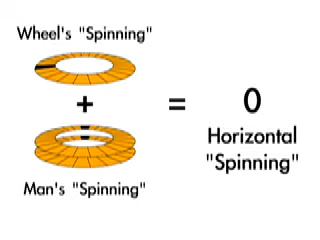 Wheel's "Spinning"
+
= 0
Horizontal
"Spinning"
Man's "Spinning"